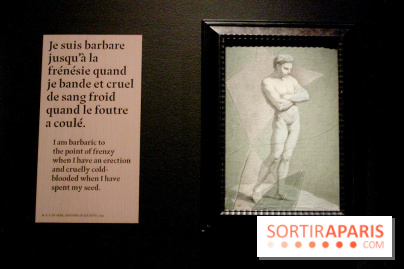 Je suis barbare
jusqu'à la
frénésie quand
je bande et cruel
de sang froid
quand le foutre
a coulé.
I am barbaric to
the point of frenzy
when I have an erection
and cruelly cold-
blooded when I have
spent my seed.
SORTIRAPARIS
.COM